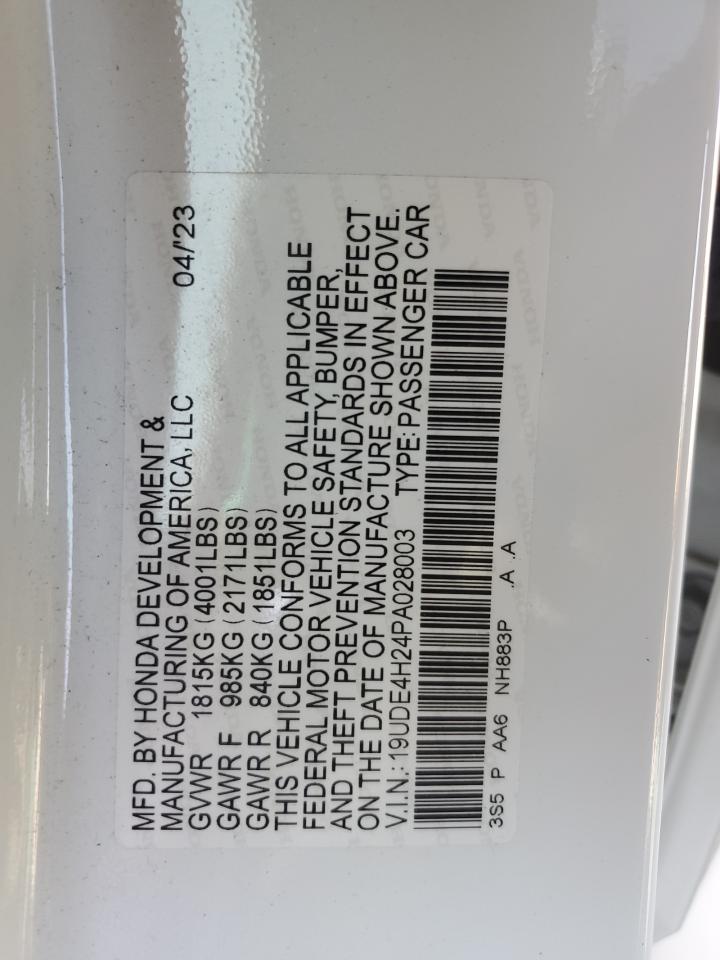 MFD. BY HONDA DEVELOPMENT &
MANUFACTURING OF AMERICA, LLC 04/'23
GVWR 1815KG (4001LBS)
GAWR F 985KG (2171LBS)
GAWR R 840KG (1851LBS)
THIS VEHICLE CONFORMS TO ALL APPLICABLE
FEDERAL MOTOR VEHICLE SAFETY, BUMPER,
AND THEFT PREVENTION STANDARDS IN EFFECT
ON THE DATE OF MANUFACTURE SHOWN ABOVE.
V.I.N.: 19UDE4H24PA028003 TYPE: PASSENGER CAR
3S5 P AA6 NH883P .A .A